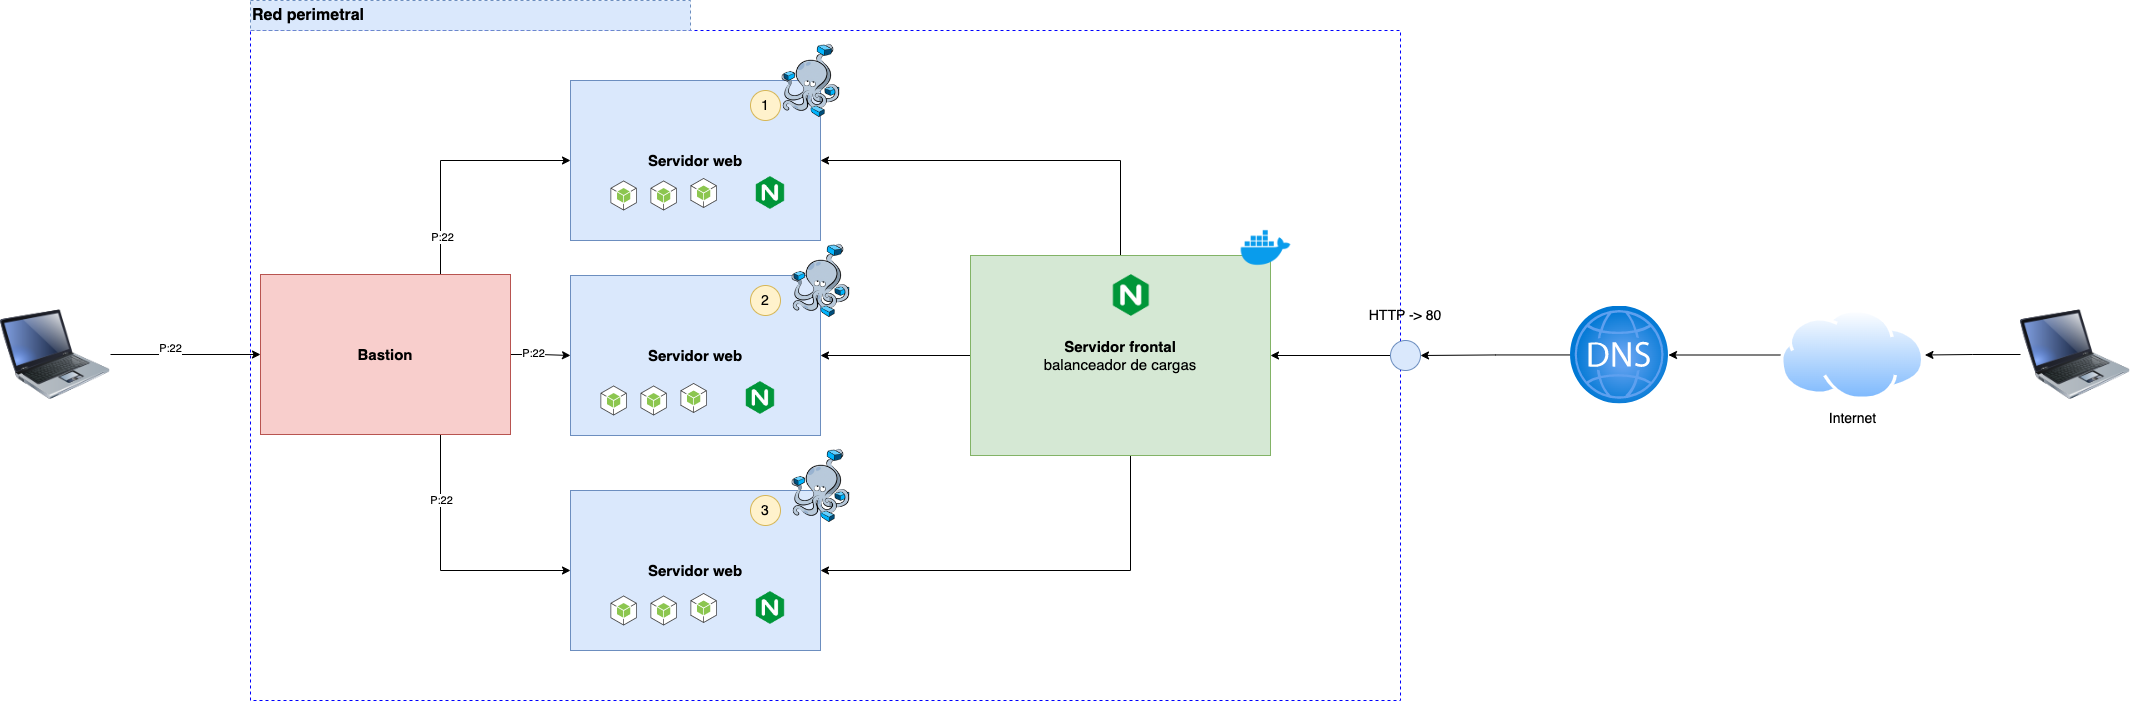 Red perimetral
1
Servidor web
N
P:22
2
Servidor web
N
P:22
Bastion
P:22
3
Servidor web
N
P:22
N
Servidor frontal
balanceador de cargas
HTTP -> 80
DNS
Internet